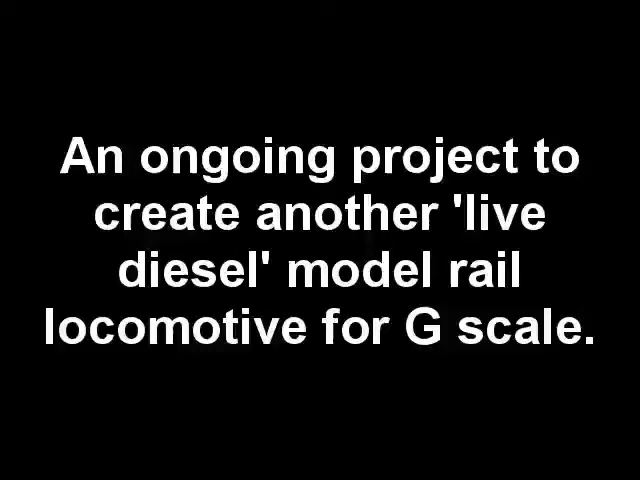 An ongoing project to
create another 'live
diesel' model rail
locomotive for G scale.